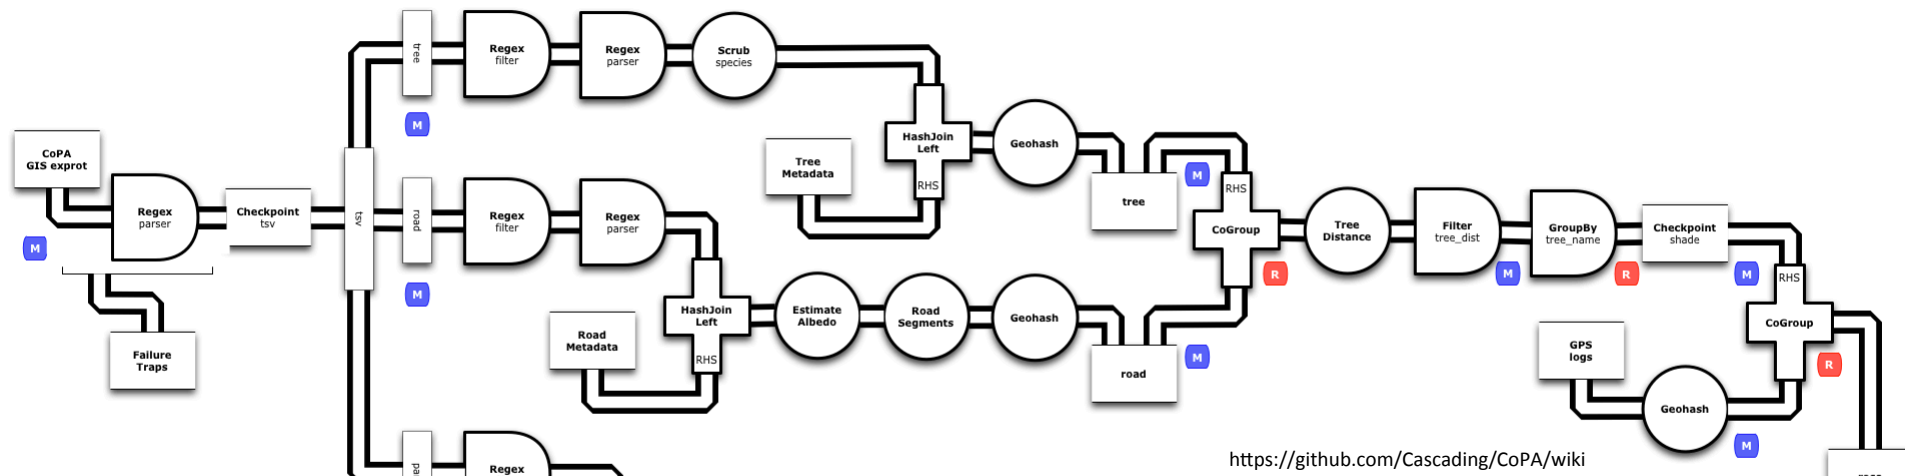 tree
Regex
filter
Regex
parser
Scrub
species
M
HashJoin
Left
RHS
Geohash
Tree
Metadata
tree
M
CoPA
GIS exprot
Regex
parser
M
Checkpoint
tsv
tsv
Failure
Traps
road
Regex
filter
Regex
parser
M
HashJoin
Left
RHS
Road
Metadata
Estimate
Albedo
Road
Segments
Geohash
road
M
RHS
CoGroup
R
Tree
Distance
Filter
tree_dist
M
GroupBy
tree_name
R
Checkpoint
shade
M
RHS
CoGroup
R
GPS
logs
Geohash
M
Regex
https://github.com/Cascading/CoPA/wiki